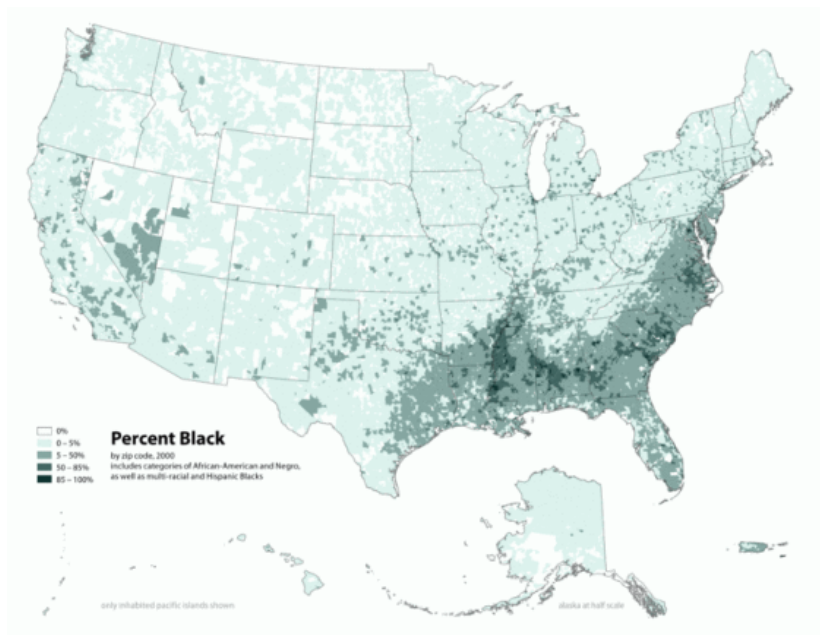 0%
0 – 5%
5 – 50%
50 – 85%
85 – 100%
Percent Black
by zip code, 2000
includes categories of African-American and Negro,
as well as multi-racial and Hispanic Blacks
only inhabited pacific islands shown
alaska at half scale